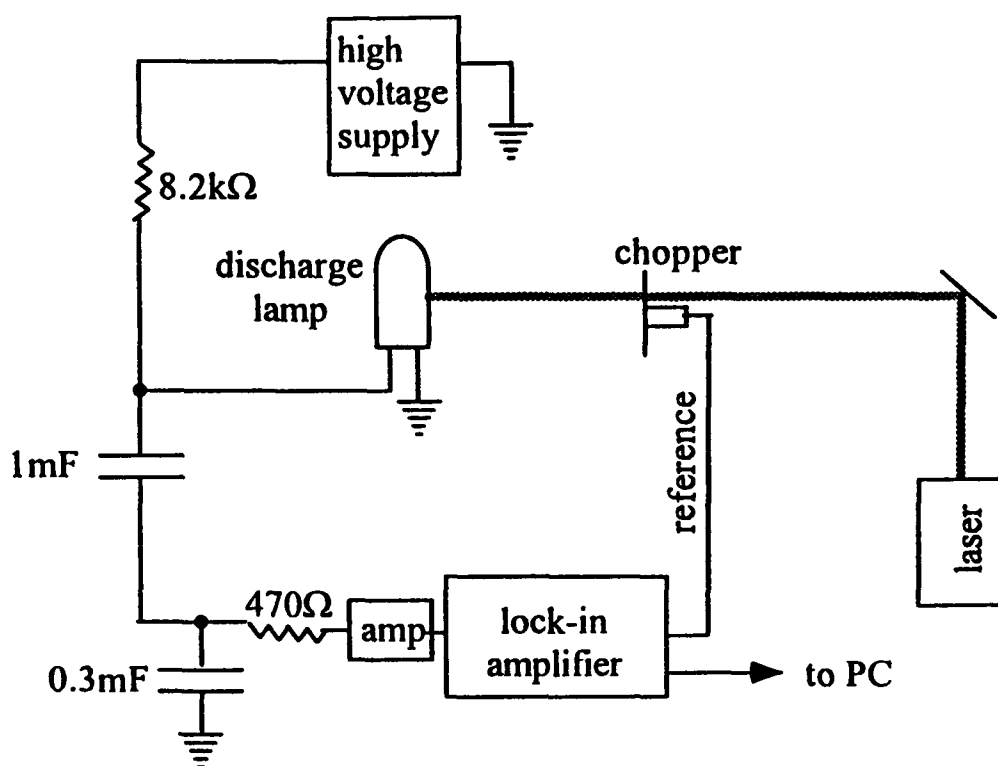 high
voltage
supply
8.2kΩ
discharge
lamp
chopper
1mF
reference
laser
470Ω
amp
lock-in
amplifier
0.3mF
to PC